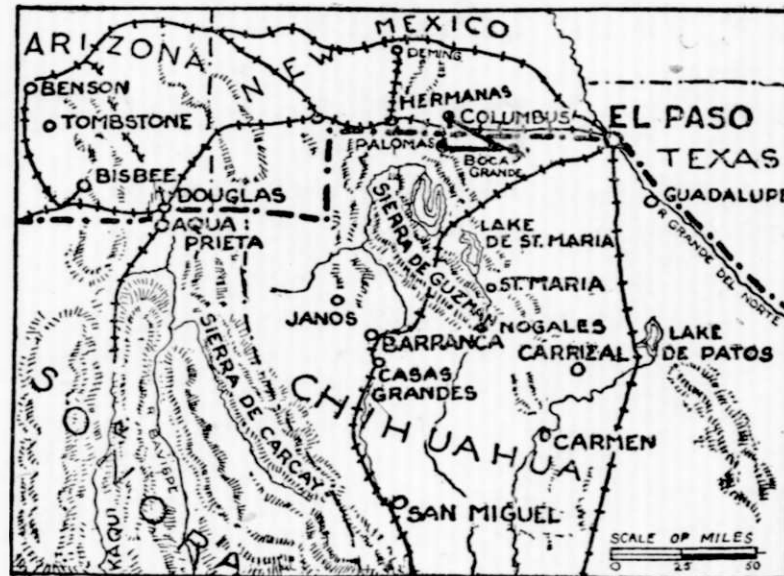 ARIZONA
NEW MEXICO
DEMING
BENSON
TOMBSTONE
HERMANAS
COLUMBUS
EL PASO
TEXAS
PALOMAS
BOCA
GRANDE
BISBEE
DOUGLAS
GUADALUPE
AQUA
PRIETA
R. GRANDE DEL NORTE
LAKE
DE ST. MARIA
SIERRA DE GUZMAN
ST. MARIA
JANOS
NOGALES
BARRANCA
CARRIZAL
LAKE
DE PATOS
CASAS
GRANDES
SIERRA DE CARCAY
CHIHUAHUA
SONORA
R. BAVISPE
YAQUI R.
CARMEN
SAN MIGUEL
SCALE OF MILES
0 25 50